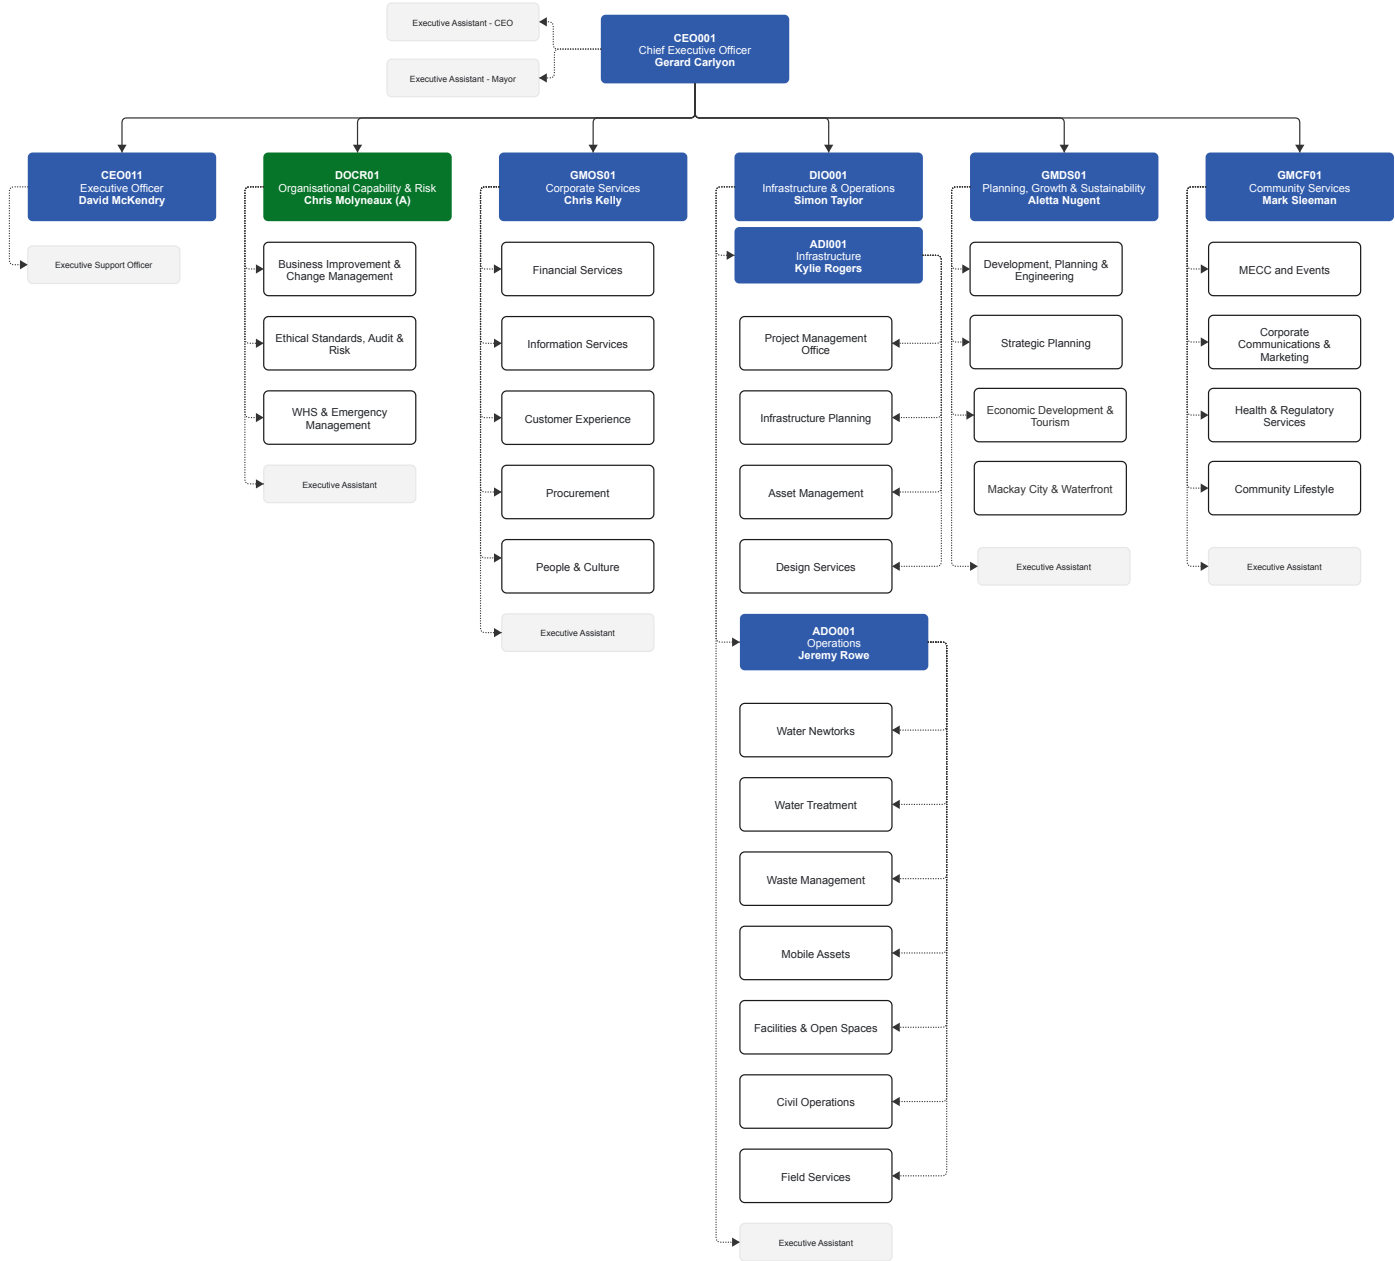 Executive Assistant - CEO
Executive Assistant - Mayor
CEO001
Chief Executive Officer
Gerard Carlyon
CEO011
Executive Officer
David McKendry
Executive Support Officer
DOCR01
Organisational Capability & Risk
Chris Molyneaux (A)
Business Improvement &
Change Management
Ethical Standards, Audit &
Risk
WHS & Emergency
Management
Executive Assistant
GMOS01
Corporate Services
Chris Kelly
Financial Services
Information Services
Customer Experience
Procurement
People & Culture
Executive Assistant
DIO001
Infrastructure & Operations
Simon Taylor
ADI001
Infrastructure
Kylie Rogers
Project Management
Office
Infrastructure Planning
Asset Management
Design Services
ADO001
Operations
Jeremy Rowe
Water Newtorks
Water Treatment
Waste Management
Mobile Assets
Facilities & Open Spaces
Civil Operations
Field Services
Executive Assistant
GMDS01
Planning, Growth & Sustainability
Aletta Nugent
Development, Planning &
Engineering
Strategic Planning
Economic Development &
Tourism
Mackay City & Waterfront
Executive Assistant
GMCF01
Community Services
Mark Sleeman
MECC and Events
Corporate
Communications &
Marketing
Health & Regulatory
Services
Community Lifestyle
Executive Assistant